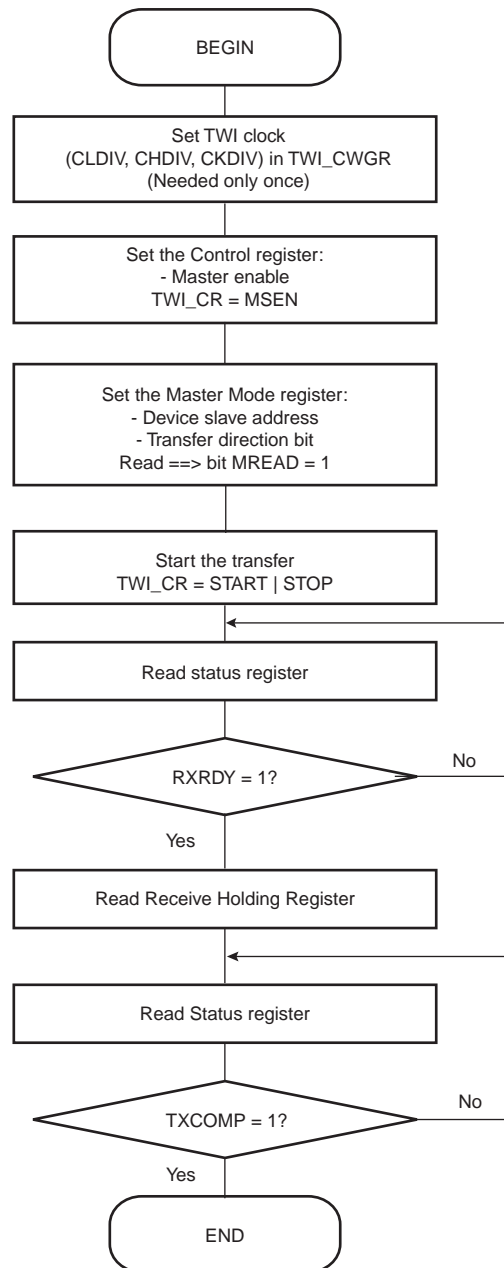 BEGIN
Set TWI clock
(CLDIV, CHDIV, CKDIV) in TWI_CWGR
(Needed only once)
Set the Control register:
- Master enable
TWI_CR = MSEN
Set the Master Mode register:
- Device slave address
- Transfer direction bit
Read ==> bit MREAD = 1
Start the transfer
TWI_CR = START | STOP
Read status register
RXRDY = 1?
No
Yes
Read Receive Holding Register
Read Status register
TXCOMP = 1?
No
Yes
END